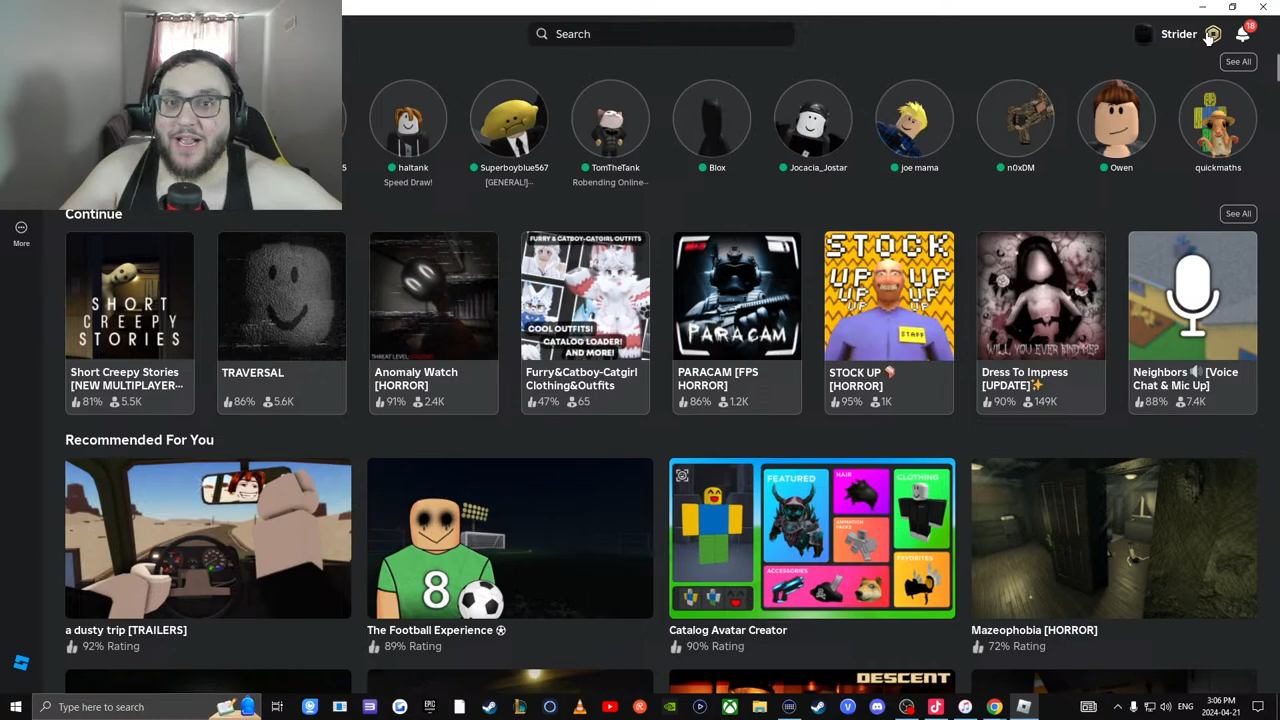 Search
Strider
18
See All
5
haltank
Superboyblue567
TomTheTank
Blox
Jocacia_Jostar
joe mama
n0xDM
Owen
quickmaths
Speed Draw!
[GENERAL!]...
Robending Online...
More
Continue
See All
SHORT
CREEPY
STORIES
THREAT LEVEL:
FURRY & CATBOY-CATGIRL OUTFITS
COOL OUTFITS!
CATALOG LOADER!
AND MORE!
PARACAM
STOCK
UP UP UP
STAFF
WILL YOU EVER FIND ME?
Short Creepy Stories
[NEW MULTIPLAYER...
81% 5.5K
TRAVERSAL
86% 5.6K
Anomaly Watch
[HORROR]
91% 2.4K
Furry&Catboy-Catgirl
Clothing&Outfits
47% 65
PARACAM [FPS
HORROR]
86% 1.2K
STOCK UP
[HORROR]
95% 1K
Dress To Impress
[UPDATE]✨
90% 149K
Neighbors 🔊 [Voice
Chat & Mic Up]
88% 7.4K
Recommended For You
8
FEATURED
HAIR
CLOTHING
ANIMATION
PACKS
ACCESSORIES
FAVORITES
a dusty trip [TRAILERS]
92% Rating
The Football Experience ⚽
89% Rating
Catalog Avatar Creator
90% Rating
Mazeophobia [HORROR]
72% Rating
DESCENT
Type here to search
EPIC
ENG
3:06 PM
2024-04-21